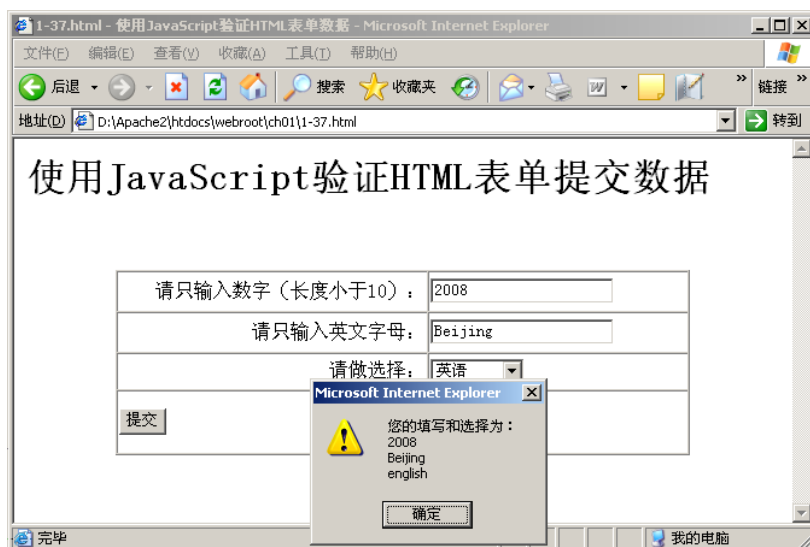 1-37.html - 使用JavaScript验证HTML表单数据 - Microsoft Internet Explorer
文件(F) 编辑(E) 查看(V) 收藏(A) 工具(T) 帮助(H)
后退 搜索 收藏夹 » 链接 »
地址(D) D:\Apache2\htdocs\webroot\ch01\1-37.html 转到
使用JavaScript验证HTML表单提交数据
请只输入数字（长度小于10）： 2008
请只输入英文字母： Beijing
请做选择： 英语
提交
Microsoft Internet Explorer
您的填写和选择为：
2008
Beijing
english
确定
完毕 我的电脑